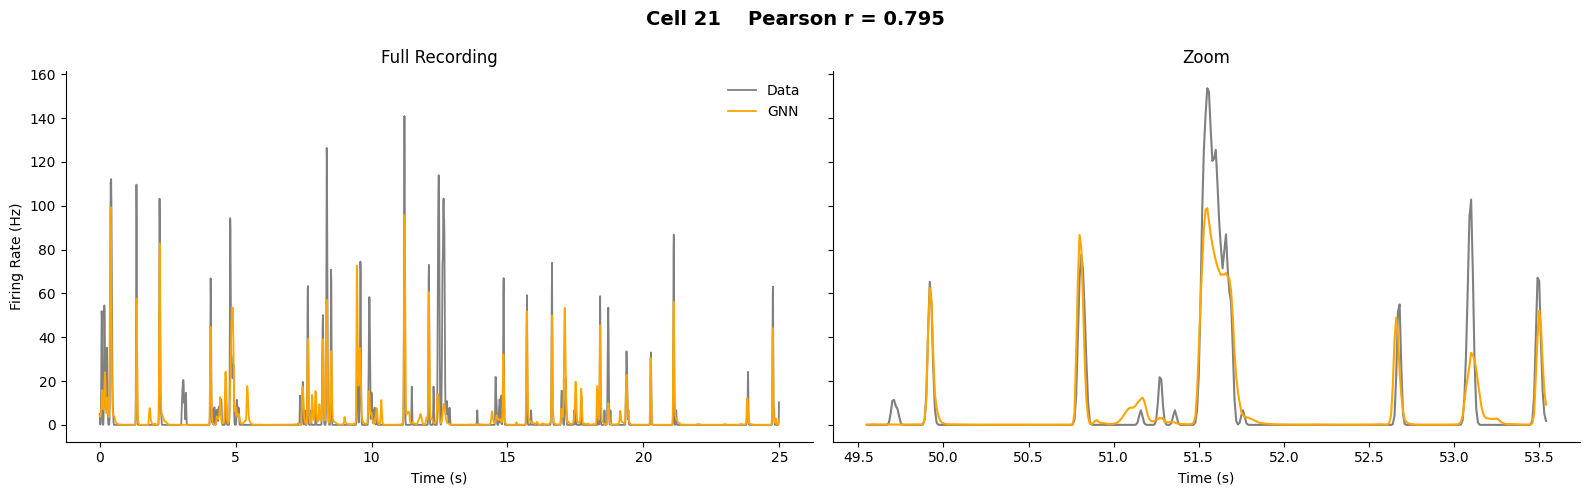 Cell 21    Pearson r = 0.795
Full Recording
Zoom
Firing Rate (Hz)
160
140
120
100
80
60
40
20
0
Data
GNN
0 5 10 15 20 25
49.5 50.0 50.5 51.0 51.5 52.0 52.5 53.0 53.5
Time (s)
Time (s)